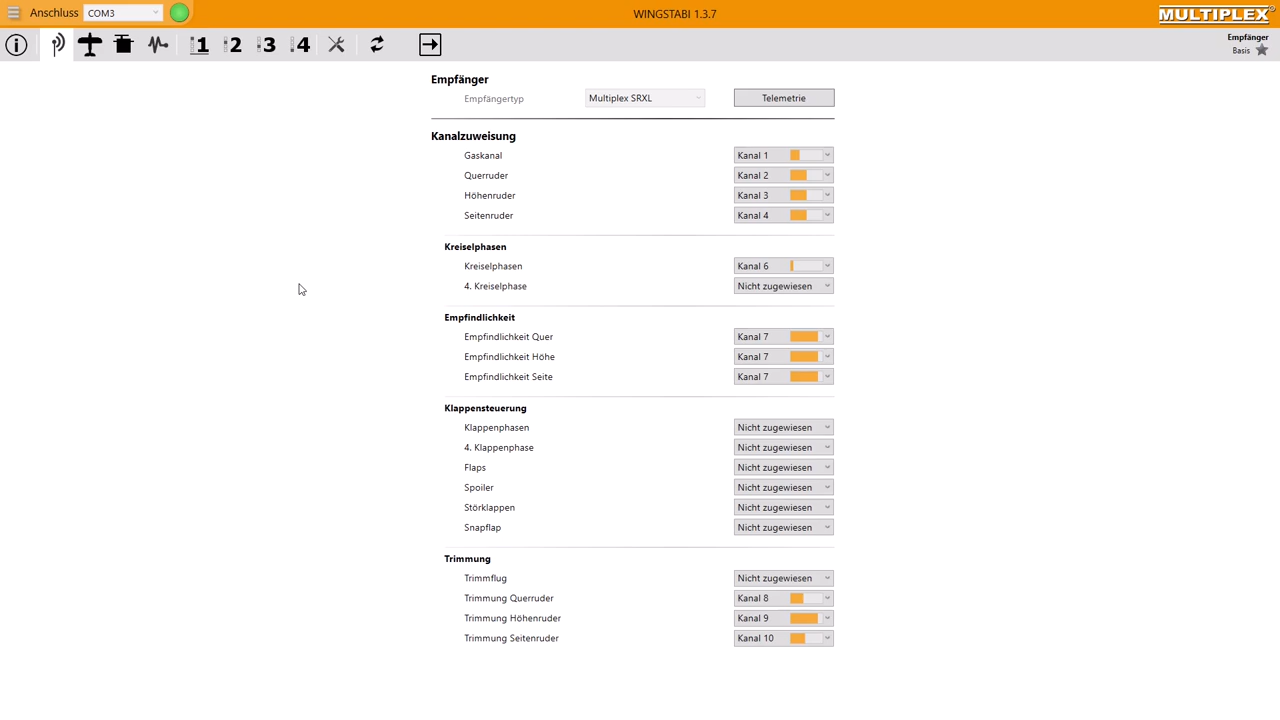 Anschluss COM3
WINGSTABI 1.3.7
MULTIPLEX
1 2 3 4
Empfänger
Basis
Empfänger
Empfängertyp Multiplex SRXL Telemetrie
Kanalzuweisung
Gaskanal Kanal 1
Querruder Kanal 2
Höhenruder Kanal 3
Seitenruder Kanal 4
Kreiselphasen
Kreiselphasen Kanal 6
4. Kreiselphase Nicht zugewiesen
Empfindlichkeit
Empfindlichkeit Quer Kanal 7
Empfindlichkeit Höhe Kanal 7
Empfindlichkeit Seite Kanal 7
Klappensteuerung
Klappenphasen Nicht zugewiesen
4. Klappenphase Nicht zugewiesen
Flaps Nicht zugewiesen
Spoiler Nicht zugewiesen
Störklappen Nicht zugewiesen
Snapflap Nicht zugewiesen
Trimmung
Trimmflug Nicht zugewiesen
Trimmung Querruder Kanal 8
Trimmung Höhenruder Kanal 9
Trimmung Seitenruder Kanal 10